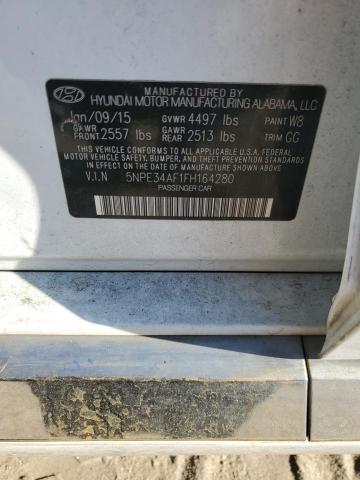 MANUFACTURED BY
HYUNDAI MOTOR MANUFACTURING ALABAMA, LLC
Jan/09/15 GVWR 4497 lbs PAINT W8
GAWR FRONT 2557 lbs GAWR REAR 2513 lbs TRIM GG
THIS VEHICLE CONFORMS TO ALL APPLICABLE U.S.A. FEDERAL
MOTOR VEHICLE SAFETY, BUMPER, AND THEFT PREVENTION
STANDARDS IN EFFECT ON THE DATE OF MANUFACTURE SHOWN ABOVE.
V.I.N 5NPE34AF1FH164280
PASSENGER CAR